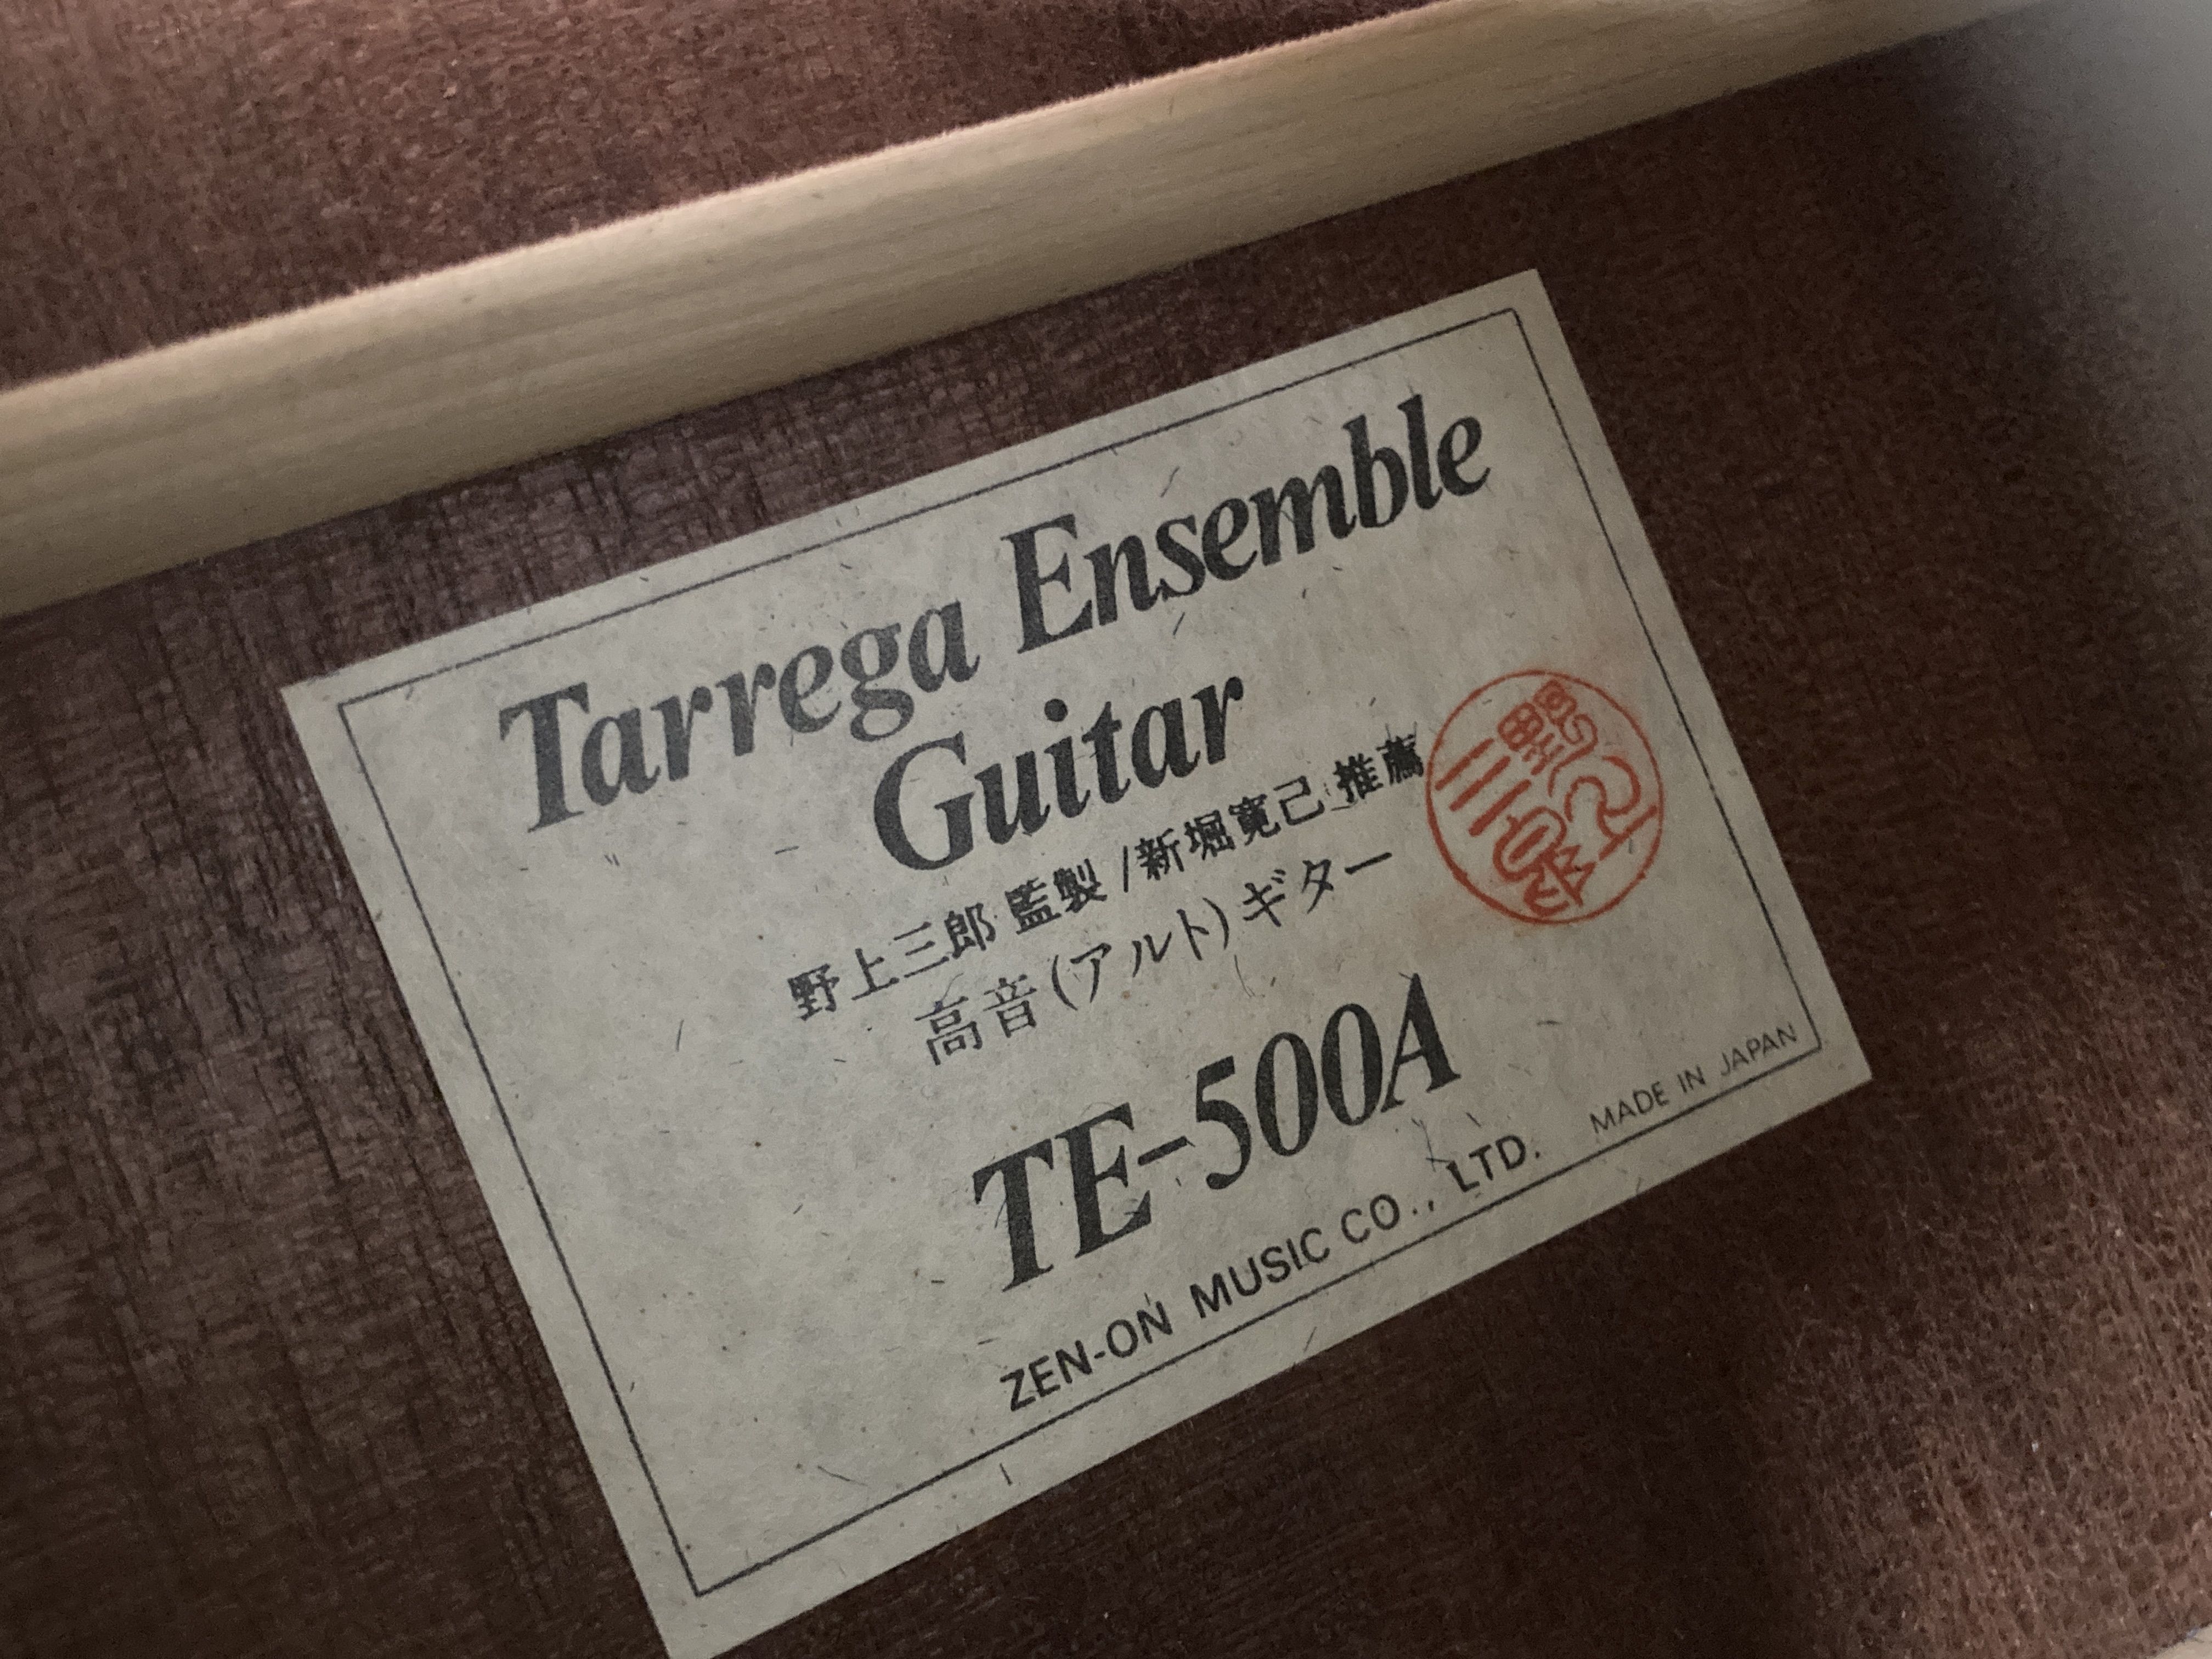 Tarrega Ensemble
Guitar
野上三郎 監製 /新堀寛己 推薦
高音(アルト)ギター
TE-500A
ZEN-ON MUSIC CO., LTD.
MADE IN JAPAN